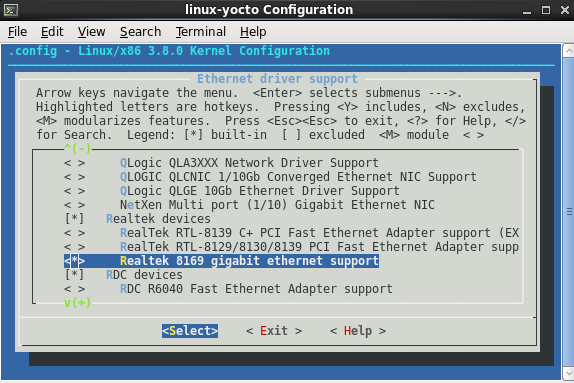 linux-yocto Configuration
File Edit View Search Terminal Help
.config - Linux/x86 3.8.0 Kernel Configuration
Ethernet driver support
Arrow keys navigate the menu. <Enter> selects submenus --->.
Highlighted letters are hotkeys. Pressing <Y> includes, <N> excludes,
<M> modularizes features. Press <Esc><Esc> to exit, <?> for Help, </>
for Search. Legend: [*] built-in [ ] excluded <M> module < >
^(-)
< > QLogic QLA3XXX Network Driver Support
< > QLOGIC QLCNIC 1/10Gb Converged Ethernet NIC Support
< > QLogic QLGE 10Gb Ethernet Driver Support
< > NetXen Multi port (1/10) Gigabit Ethernet NIC
[*] Realtek devices
< > RealTek RTL-8139 C+ PCI Fast Ethernet Adapter support (EX
< > RealTek RTL-8129/8130/8139 PCI Fast Ethernet Adapter supp
<*> Realtek 8169 gigabit ethernet support
[*] RDC devices
< > RDC R6040 Fast Ethernet Adapter support
v(+)
<Select> < Exit > < Help >